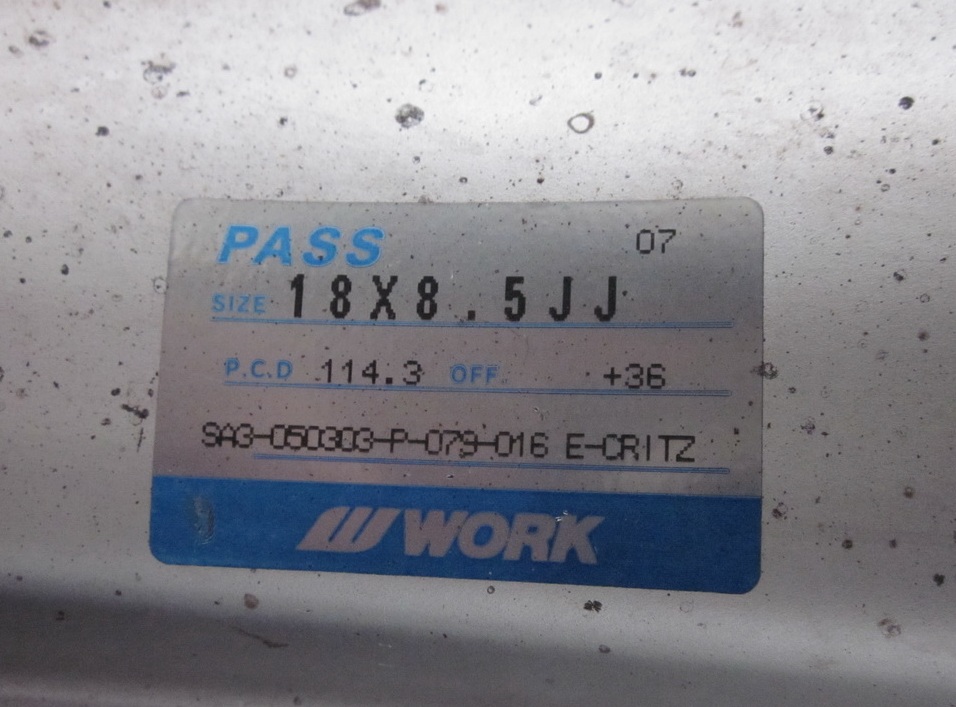 PASS 07
SIZE 18X8.5JJ
P.C.D 114.3 OFF. +36
SA3-050303-P-079-016 E-CRITZ
WORK